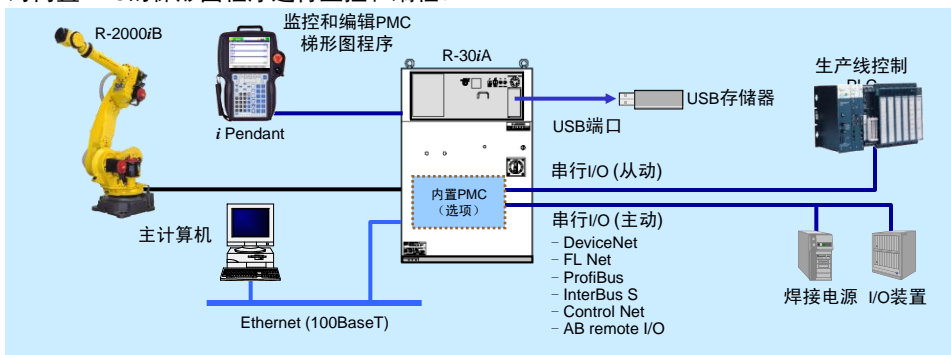 监控和编辑PMC
梯形图程序
R-2000iB
R-30iA
生产线控制
PLC
i Pendant
USB存储器
USB端口
串行I/O (从动)
内置PMC
（选项）
串行I/O (主动)
- DeviceNet
- FL Net
- ProfiBus
- InterBus S
- Control Net
- AB remote I/O
主计算机
焊接电源
I/O装置
Ethernet (100BaseT)